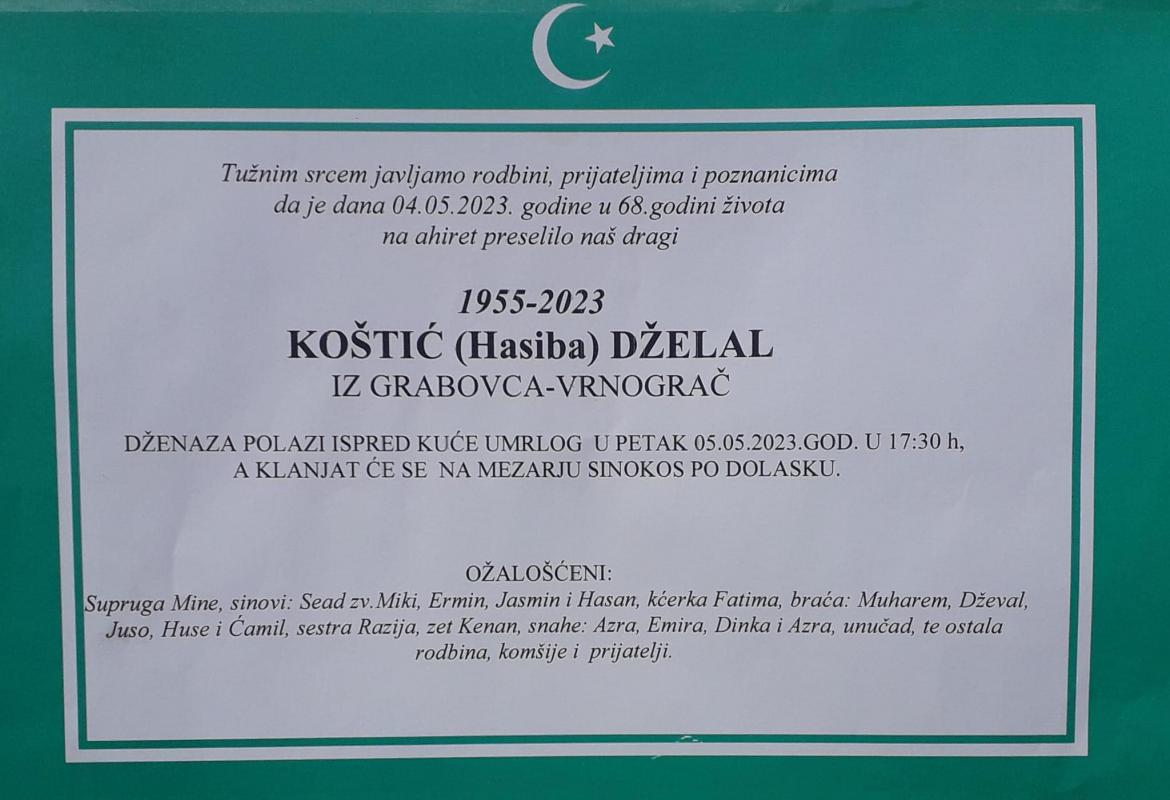 Tužnim srcem javljamo rodbini, prijateljima i poznanicima
da je dana 04.05.2023. godine u 68.godini života
na ahiret preselilo naš dragi
1955-2023
KOŠTIĆ (Hasiba) DŽELAL
IZ GRABOVCA-VRNOGRAČ
DŽENAZA POLAZI ISPRED KUĆE UMRLOG U PETAK 05.05.2023.GOD. U 17:30 h,
A KLANJAT ĆE SE NA MEZARJU SINOKOS PO DOLASKU.
OŽALOŠĆENI:
Supruga Mine, sinovi: Sead zv.Miki, Ermin, Jasmin i Hasan, kćerka Fatima, braća: Muharem, Dževal,
Juso, Huse i Ćamil, sestra Razija, zet Kenan, snahe: Azra, Emira, Dinka i Azra, unučad, te ostala
rodbina, komšije i prijatelji.